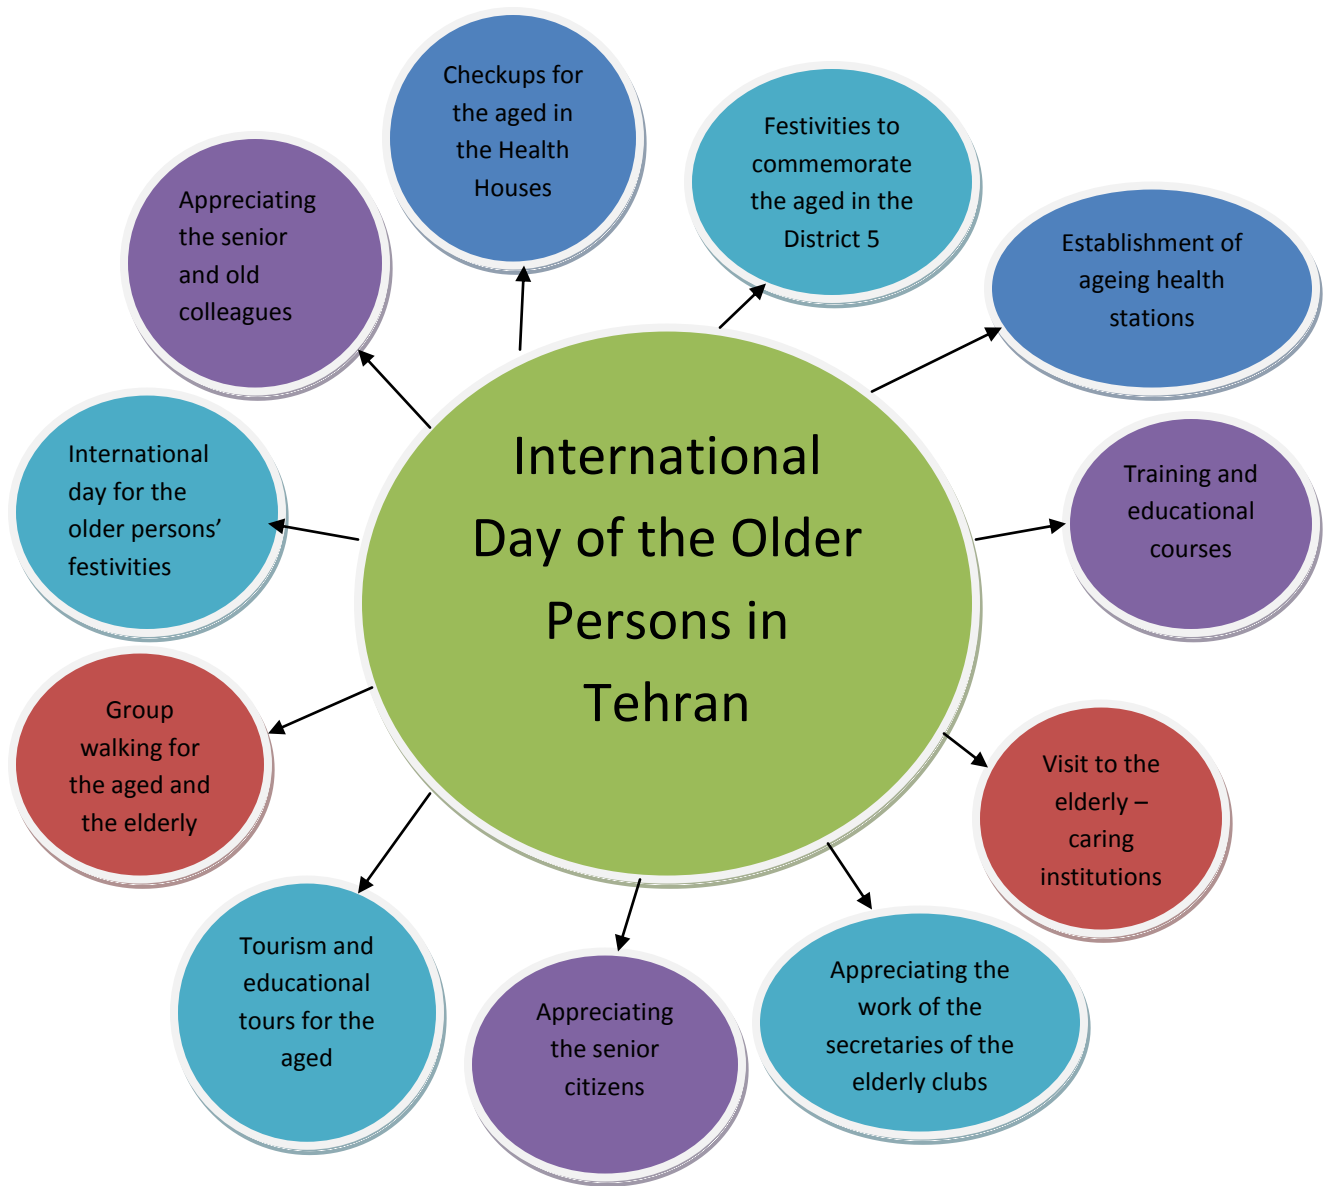 International
Day of the Older
Persons in
Tehran
Checkups for
the aged in
the Health
Houses
Festivities to
commemorate
the aged in the
District 5
Establishment of
ageing health
stations
Training and
educational
courses
Visit to the
elderly –
caring
institutions
Appreciating the
work of the
secretaries of the
elderly clubs
Appreciating
the senior
citizens
Tourism and
educational
tours for the
aged
Group
walking for
the aged and
the elderly
International
day for the
older persons’
festivities
Appreciating
the senior
and old
colleagues